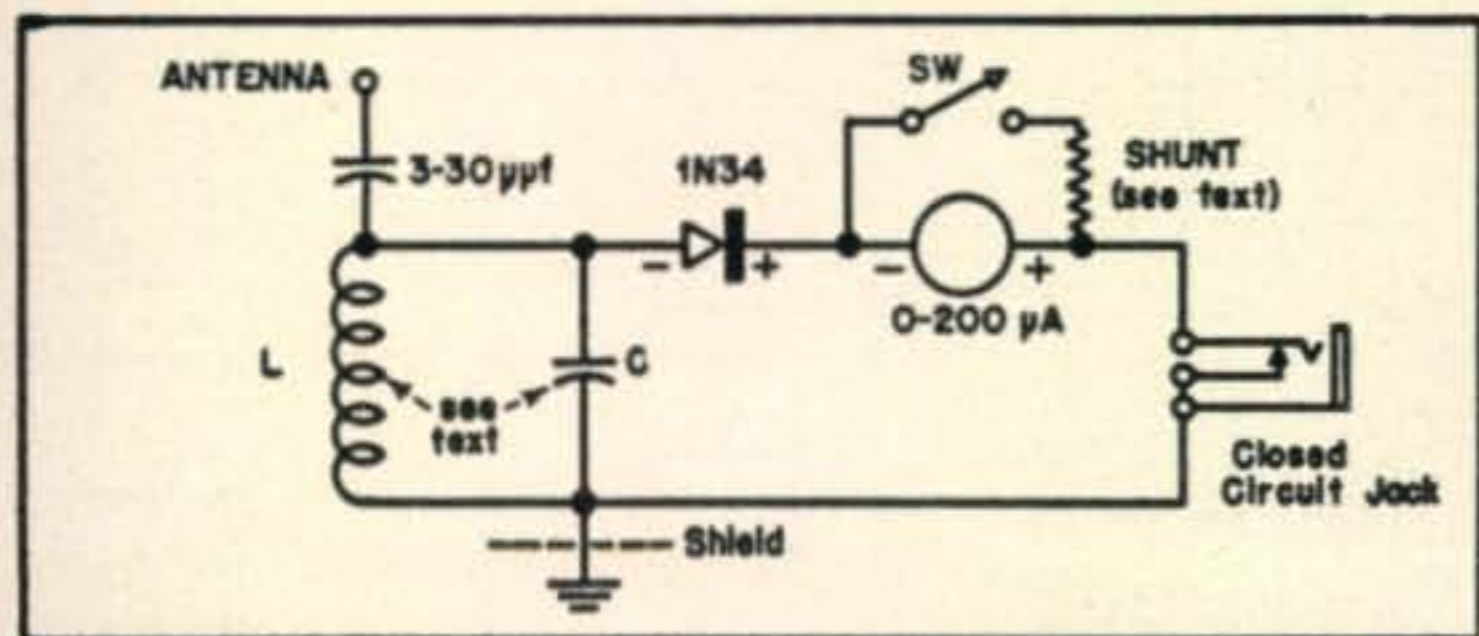 ANTENNA
SW
3-30 µµf
1N34
SHUNT
(see text)
- +
- +
0-200 µA
L
C
see
text
Closed
Circuit Jack
Shield